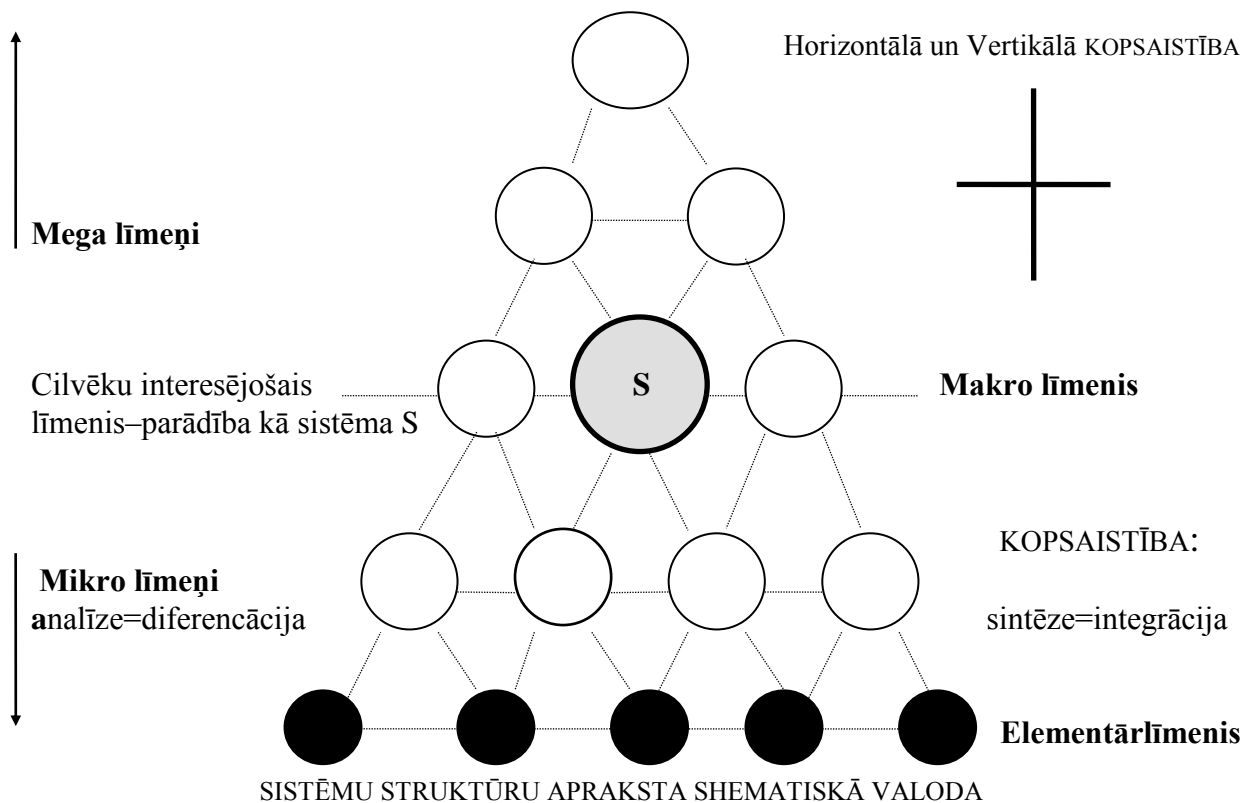 Horizontālā un Vertikālā KOPSAISTĪBA
Mega līmeņi
Cilvēku interesējošais
līmenis–parādība kā sistēma S
S
Makro līmenis
Mikro līmeņi
analīze=diferencācija
KOPSAISTĪBA:
sintēze=integrācija
Elementārlīmenis
SISTĒMU STRUKTŪRU APRAKSTA SHEMATISKĀ VALODA